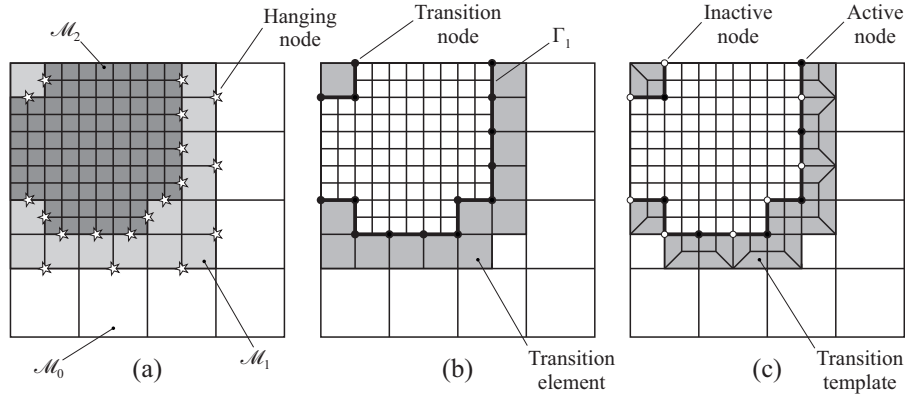 ℳ₂
Hanging
node
Transition
node
Γ₁
Inactive
node
Active
node
ℳ₀
(a)
ℳ₁
(b)
Transition
element
(c)
Transition
template